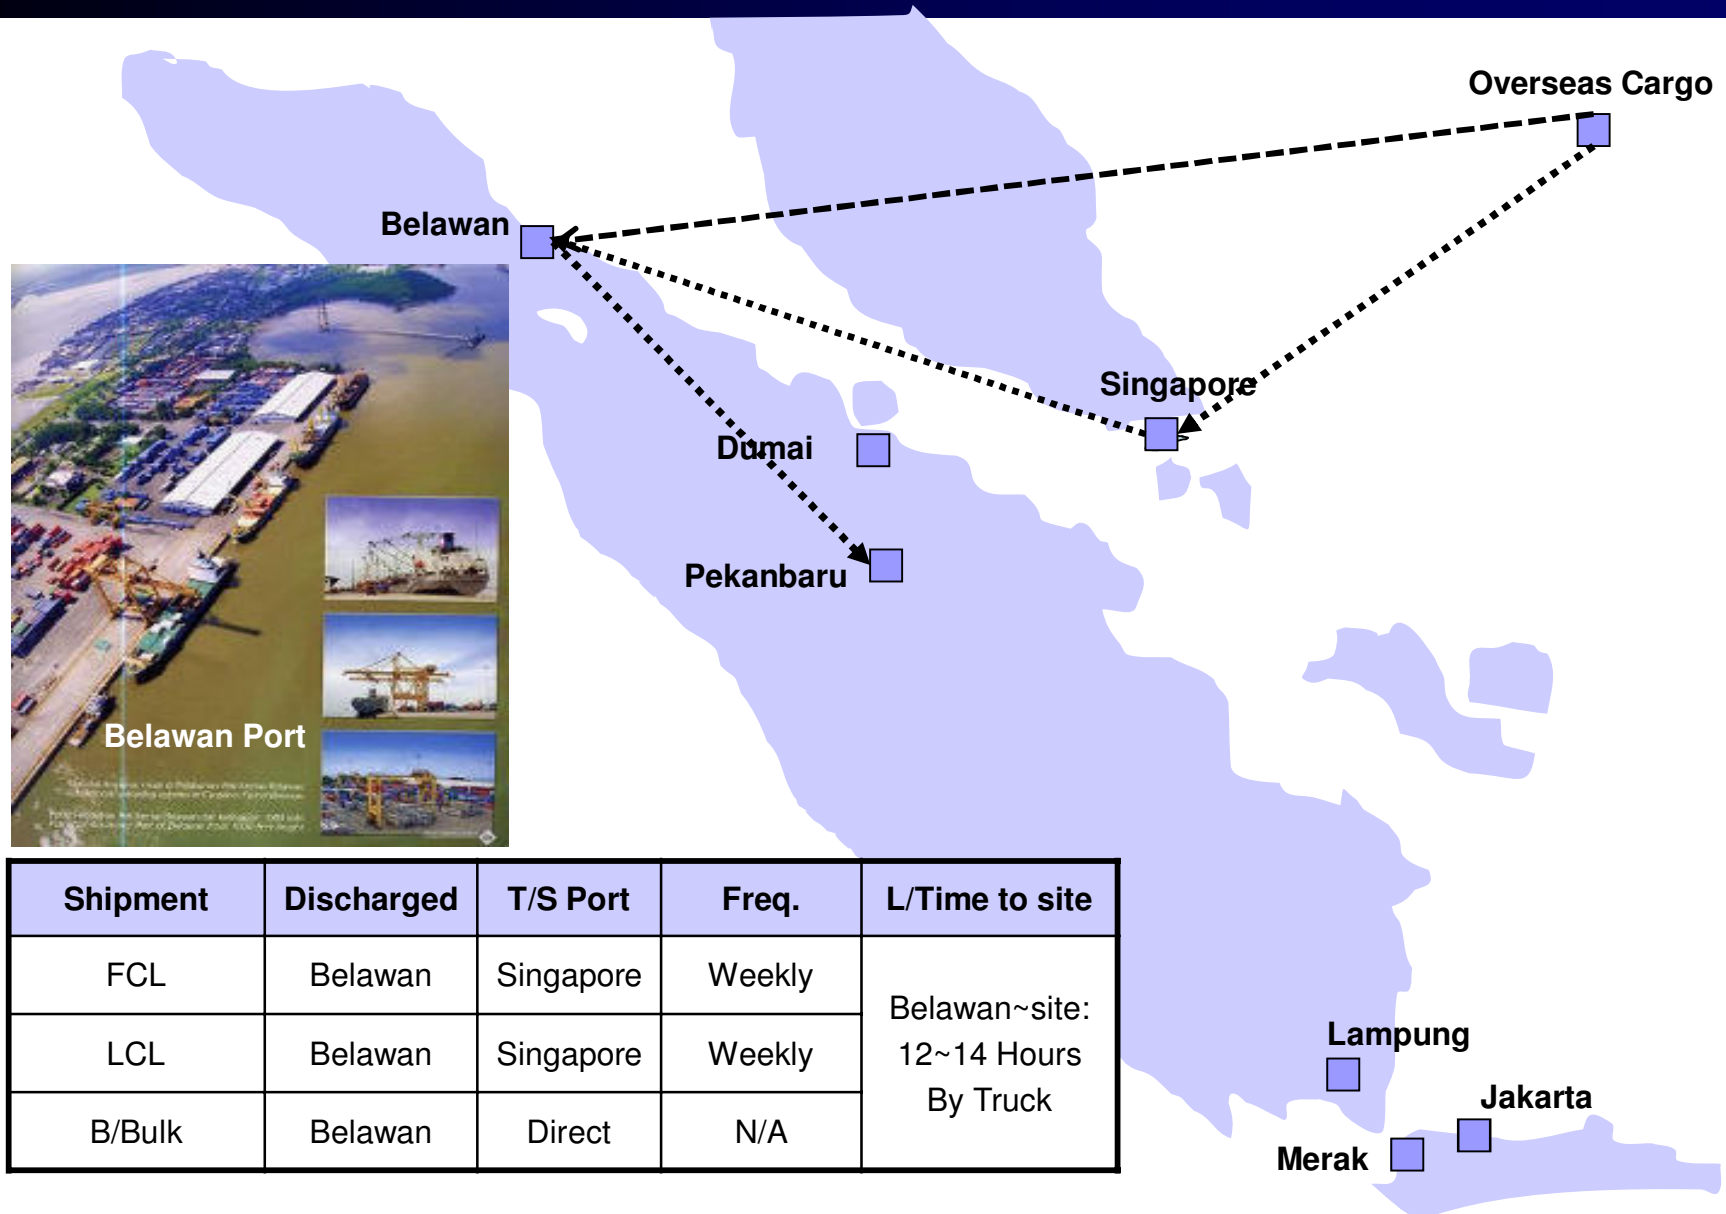 Overseas Cargo
Belawan
Singapore
Dumai
Pekanbaru
Belawan Port
Lampung
Jakarta
Merak
Shipment Discharged T/S Port Freq. L/Time to site
FCL Belawan Singapore Weekly
LCL Belawan Singapore Weekly
B/Bulk Belawan Direct N/A
Belawan~site:
12~14 Hours
By Truck